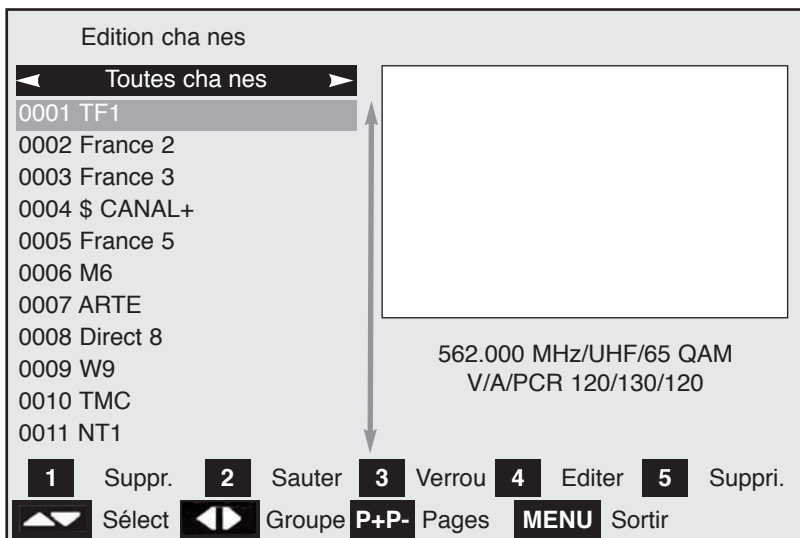 Edition cha nes
Toutes cha nes
0001 TF1
0002 France 2
0003 France 3
0004 $ CANAL+
0005 France 5
0006 M6
0007 ARTE
0008 Direct 8
0009 W9
0010 TMC
0011 NT1
562.000 MHz/UHF/65 QAM
V/A/PCR 120/130/120
1 Suppr. 2 Sauter 3 Verrou 4 Editer 5 Suppri.
Sélect Groupe P+P- Pages MENU Sortir